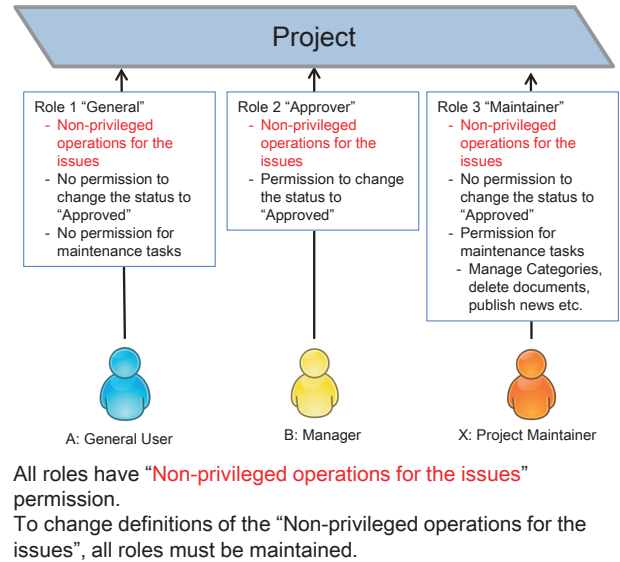 Project
Role 1 “General”
- Non-privileged
operations for the
issues
- No permission to
change the status to
“Approved”
- No permission for
maintenance tasks
Role 2 “Approver”
- Non-privileged
operations for the
issues
- Permission to change
the status to
“Approved”
Role 3 “Maintainer”
- Non-privileged
operations for the
issues
- No permission to
change the status to
“Approved”
- Permission for
maintenance tasks
- Manage Categories,
delete documents,
publish news etc.
A: General User
B: Manager
X: Project Maintainer
All roles have “Non-privileged operations for the issues”
permission.
To change definitions of the “Non-privileged operations for the
issues”, all roles must be maintained.